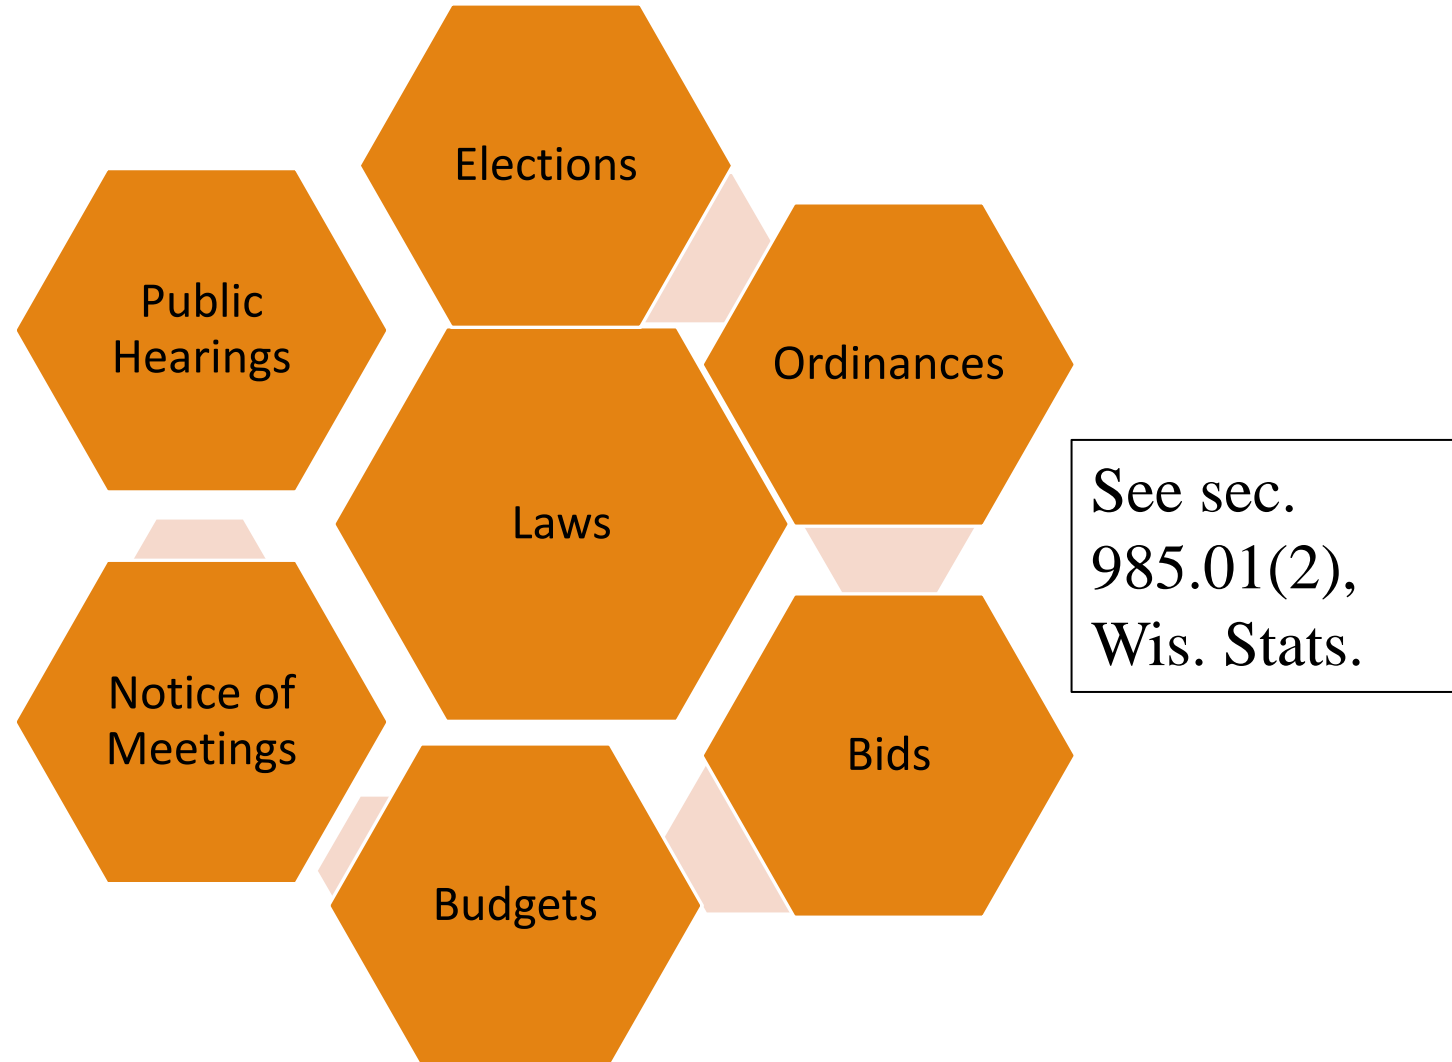 Elections
Public
Hearings
Ordinances
Laws
See sec.
985.01(2),
Wis. Stats.
Notice of
Meetings
Bids
Budgets